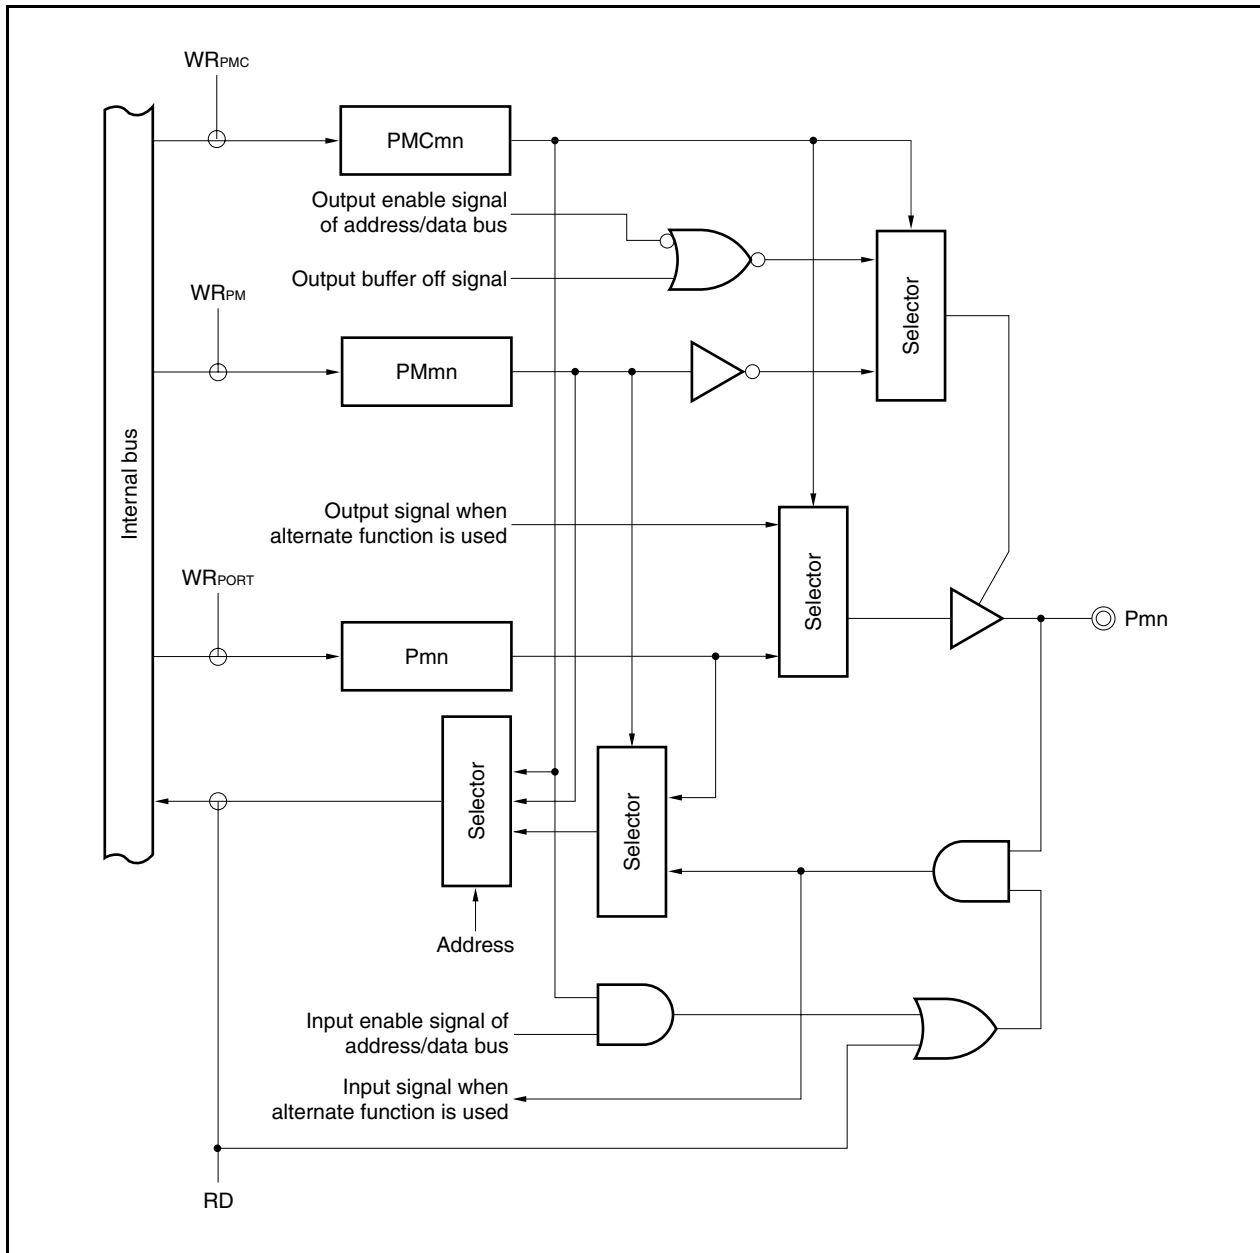 WRPMC
PMCmn
Output enable signal
of address/data bus
Output buffer off signal
Selector
WRPM
PMmn
Internal bus
Output signal when
alternate function is used
Selector
WRPORT
Pmn
Pmn
Selector
Selector
Address
Input enable signal of
address/data bus
Input signal when
alternate function is used
RD